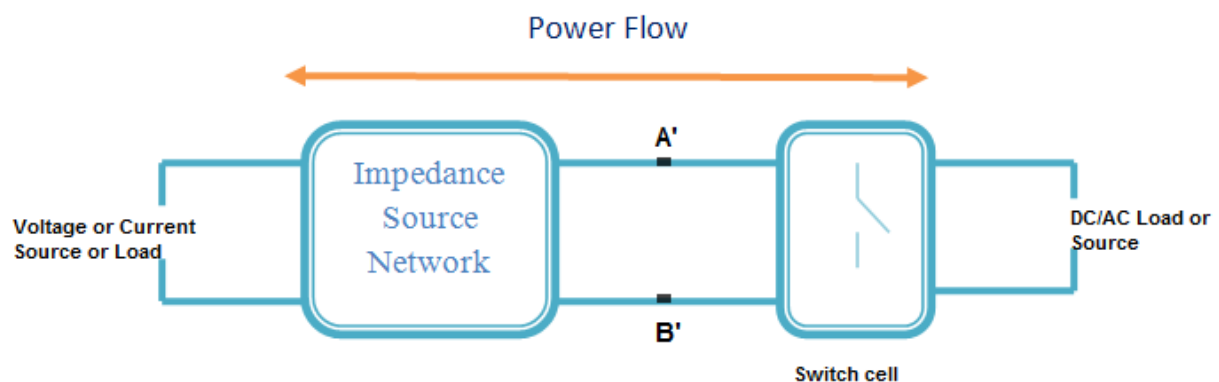 Power Flow
A'
Impedance
Source
Network
Voltage or Current
Source or Load
DC/AC Load or
Source
B'
Switch cell